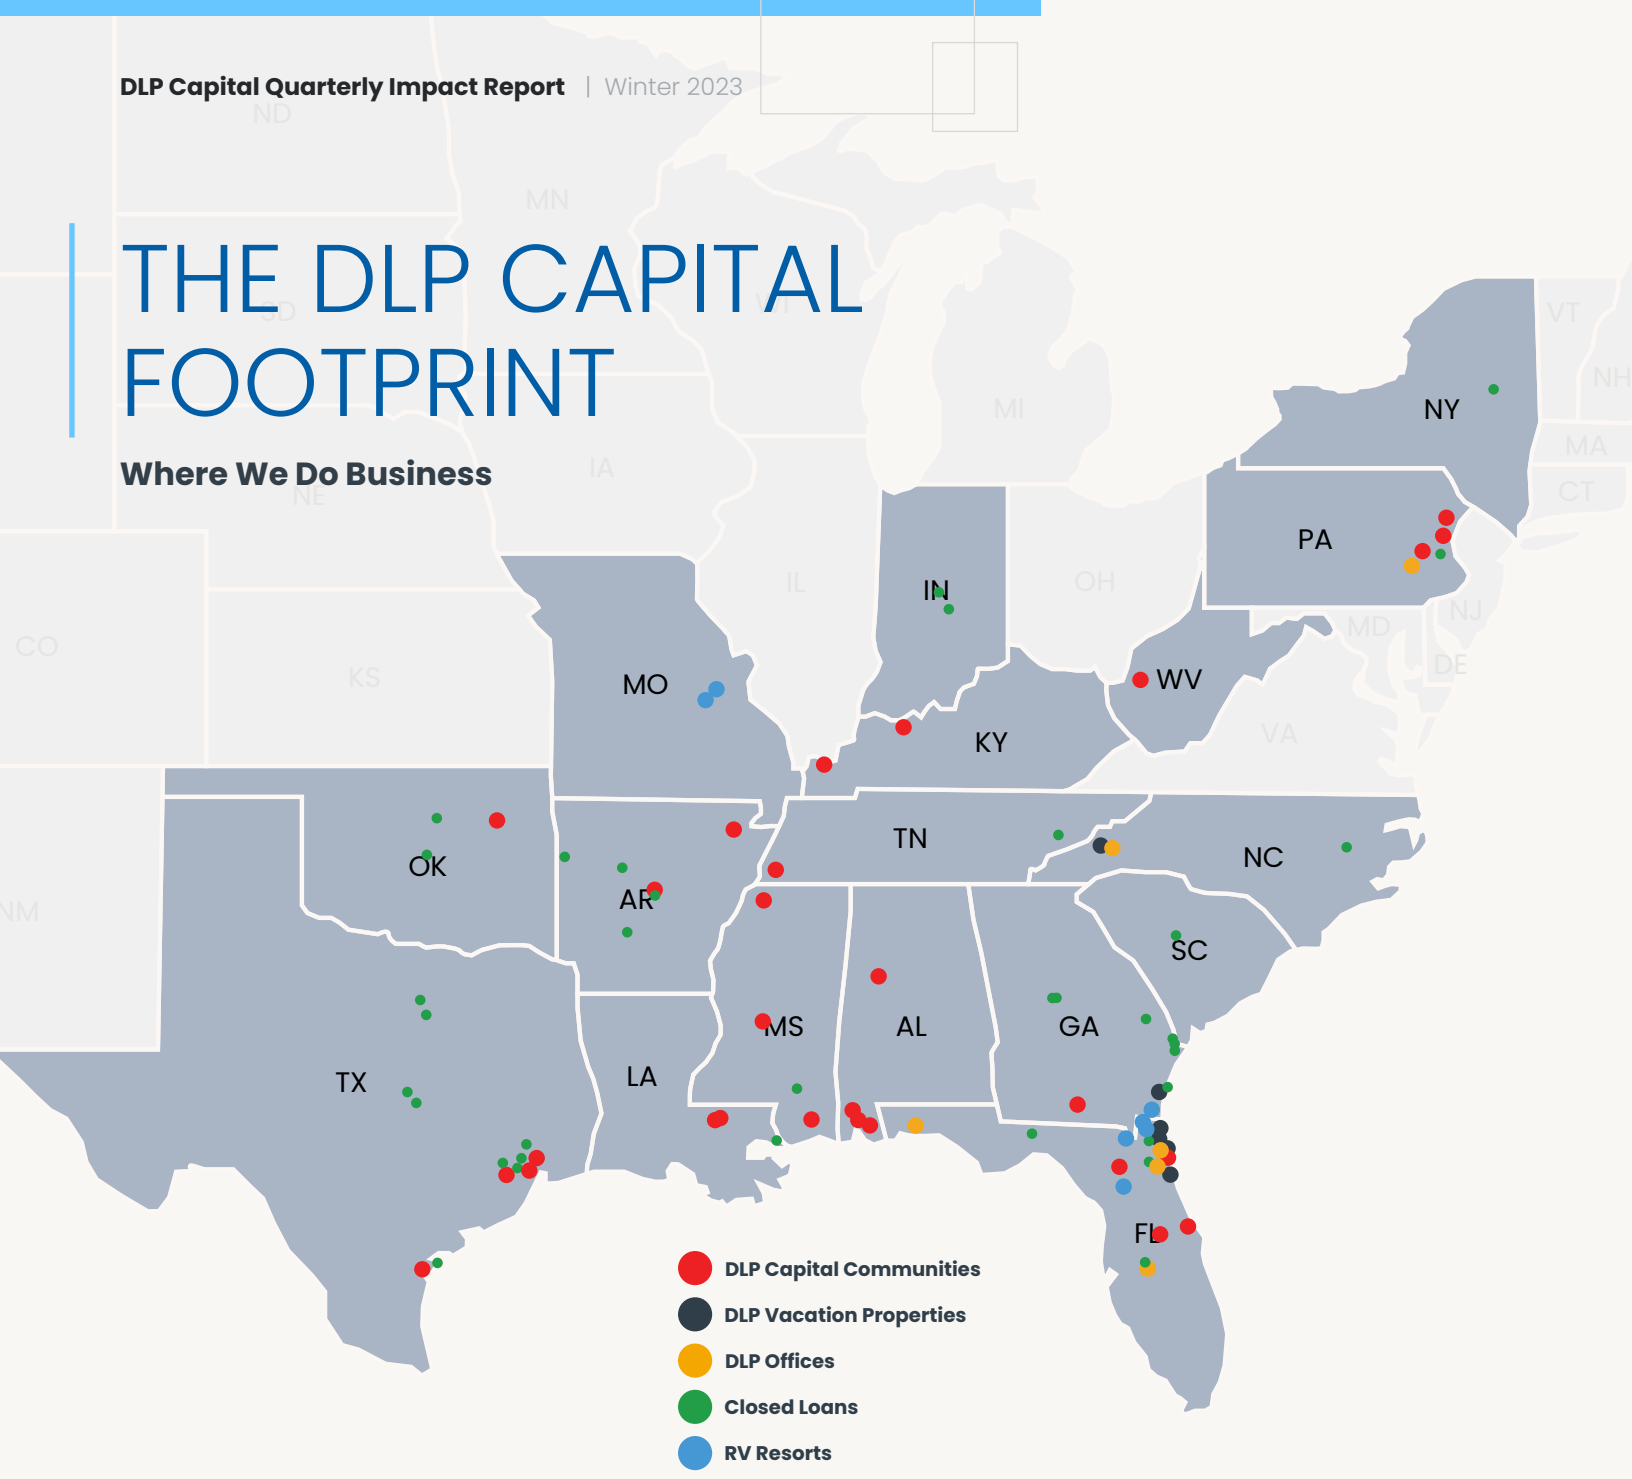 DLP Capital Quarterly Impact Report | Winter 2023
ND
MN
THE DLP CAPITAL
SD
WI
VT
FOOTPRINT
NH
MI
NY
MA
Where We Do Business
IA
NE
CT
PA
IL
IN
OH
NJ
MD
CO
DE
KS
MO
WV
VA
KY
TN
NC
OK
AR
NM
SC
MS
AL
GA
LA
TX
FL
DLP Capital Communities
DLP Vacation Properties
DLP Offices
Closed Loans
RV Resorts